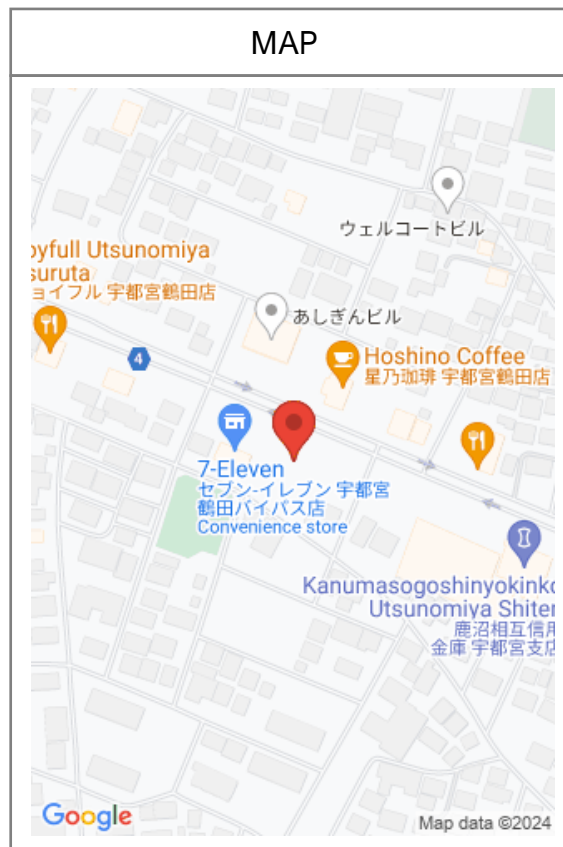 MAP
ウェルコートビル
oyfull Utsunomiya
suruta
ョイフル 宇都宮鶴田店
あしぎんビル
4
Hoshino Coffee
星乃珈琲 宇都宮鶴田店
7-Eleven
セブン-イレブン 宇都宮
鶴田バイパス店
Convenience store
Kanumasogoshinyokinko
Utsunomiya Shiten
鹿沼相互信用
金庫 宇都宮支店
Google
Map data ©2024